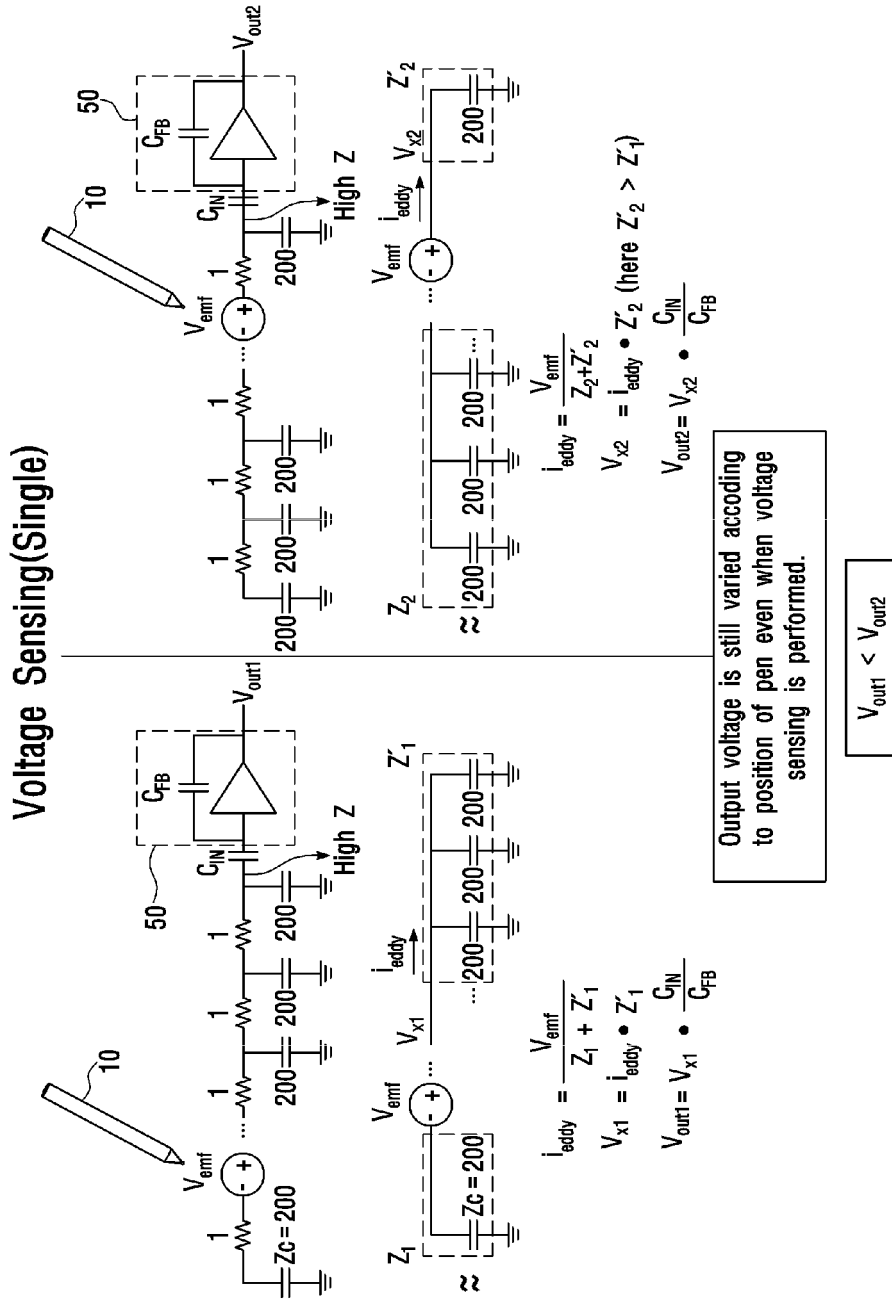 Voltage Sensing(Single)
10
50
V_emf
1
...
1
1
1
C_IN
C_FB
V_out1
Zc=200
200
200
200
High Z
≈
Z_1
Zc=200
V_emf
...
V_x1
i_eddy
Z'_1
...
200
200
200
i_eddy = V_emf / Z_1 + Z'_1
V_x1 = i_eddy • Z'_1
V_out1 = V_x1 • C_IN / C_FB
10
50
1
1
1
...
V_emf
1
C_IN
C_FB
V_out2
200
200
200
200
High Z
≈
Z_2
200
200
200
...
...
V_emf
i_eddy
V_x2
Z'_2
200
i_eddy = V_emf / Z_2+Z'_2
V_x2 = i_eddy • Z'_2 (here Z'_2 > Z'_1)
V_out2 = V_x2 • C_IN / C_FB
Output voltage is still varied accoding
to position of pen even when voltage
sensing is performed.
V_out1 < V_out2